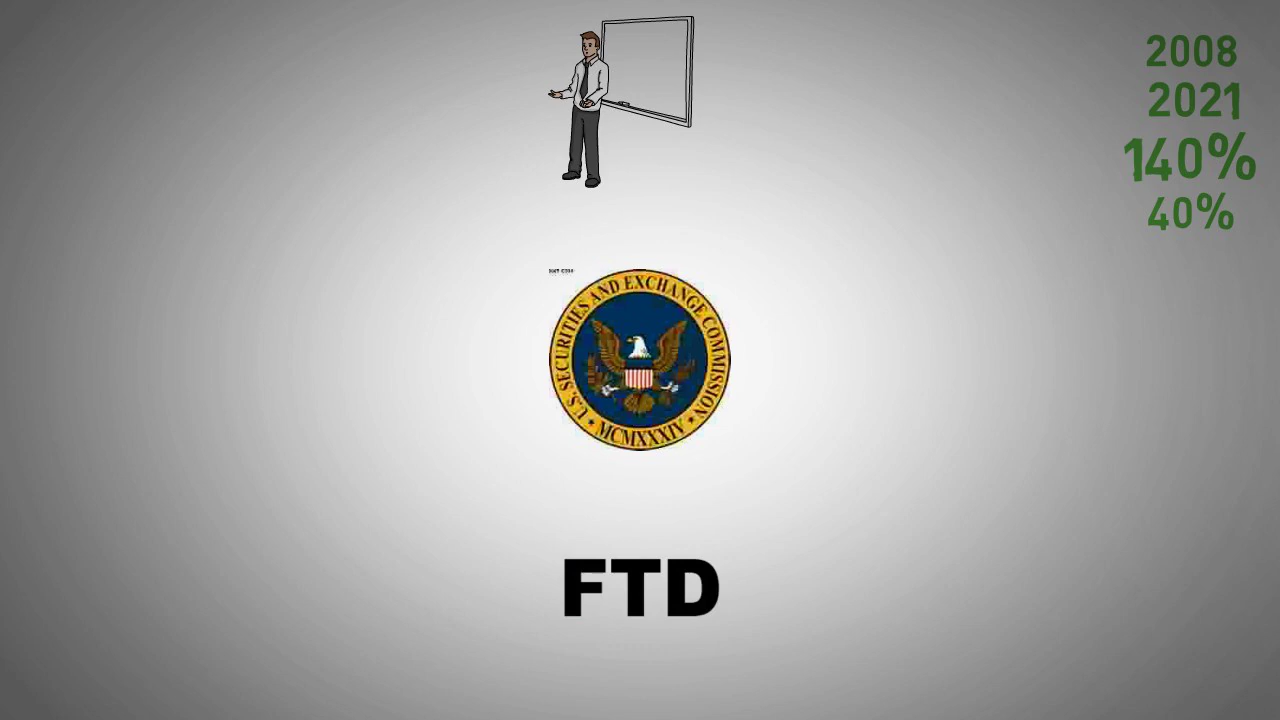 2008
2021
140%
40%
U.S. SECURITIES AND EXCHANGE COMMISSION
MCMXXXIV
FTD